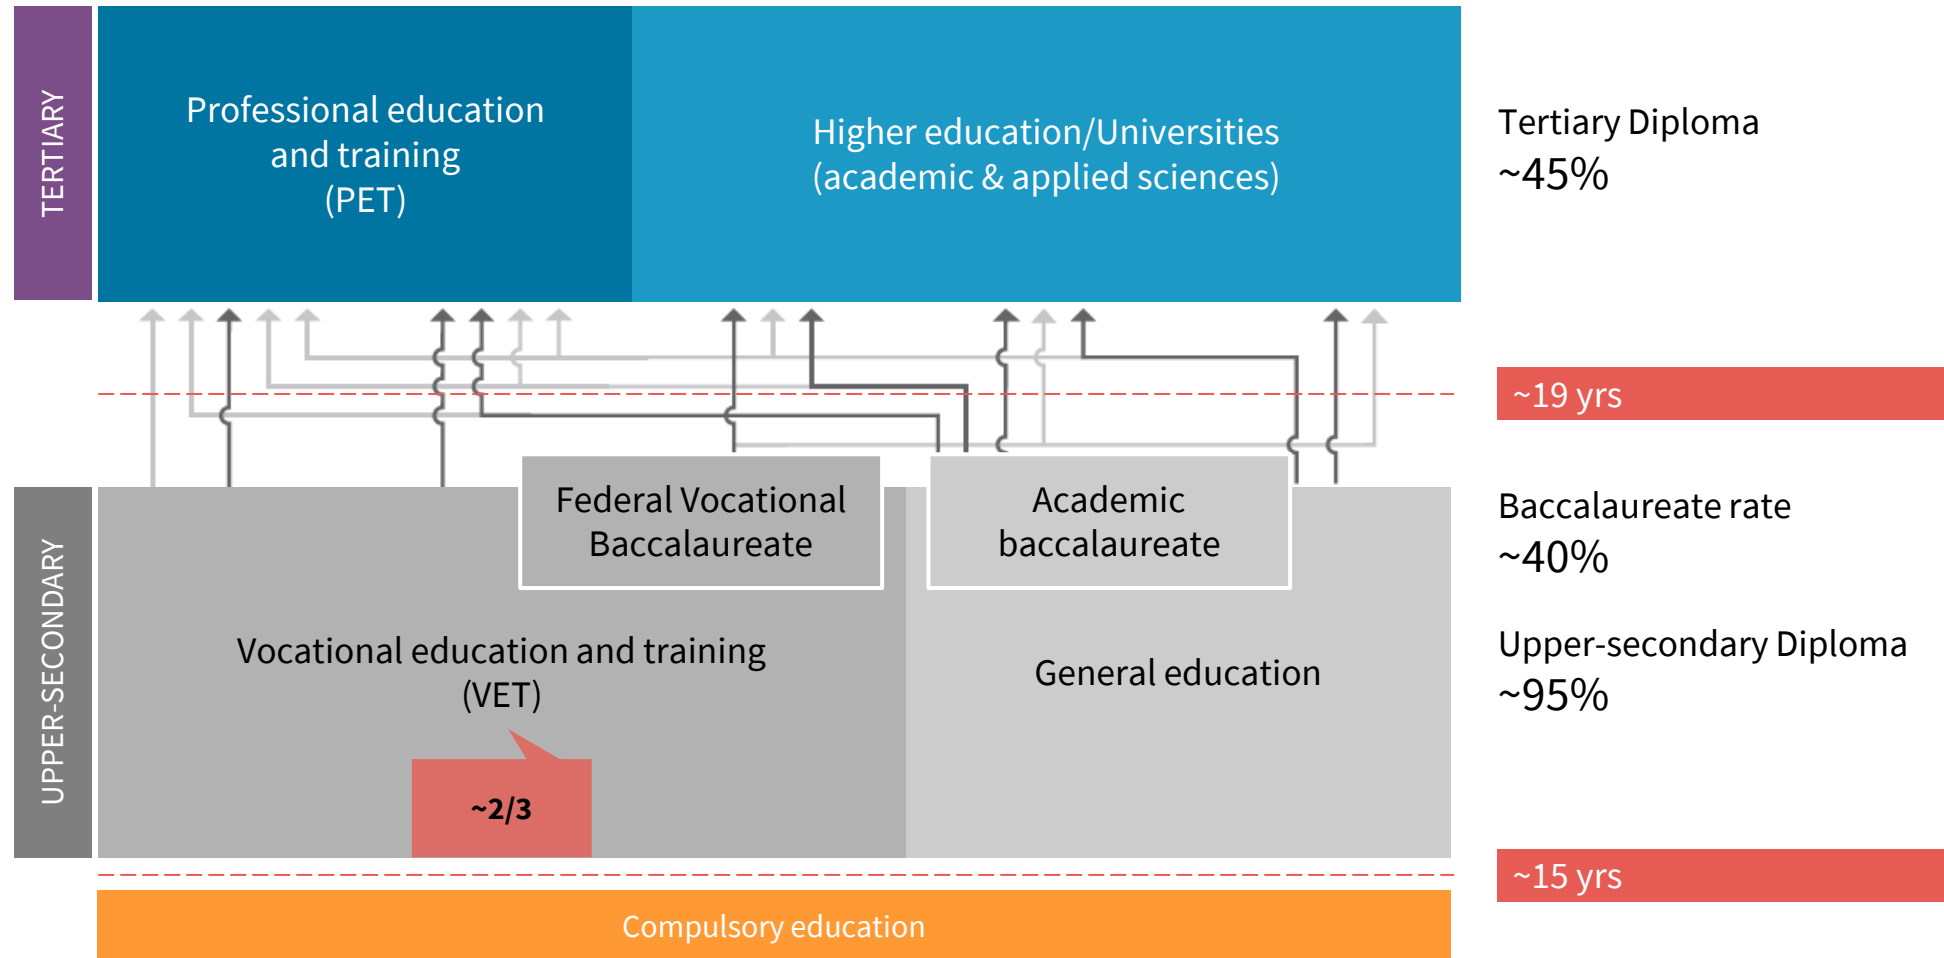 TERTIARY
Professional education
and training
(PET)
Higher education/Universities
(academic & applied sciences)
Tertiary Diploma
~45%
~19 yrs
UPPER-SECONDARY
Federal Vocational
Baccalaureate
Academic
baccalaureate
Baccalaureate rate
~40%
Vocational education and training
(VET)
General education
Upper-secondary Diploma
~95%
~2/3
~15 yrs
Compulsory education